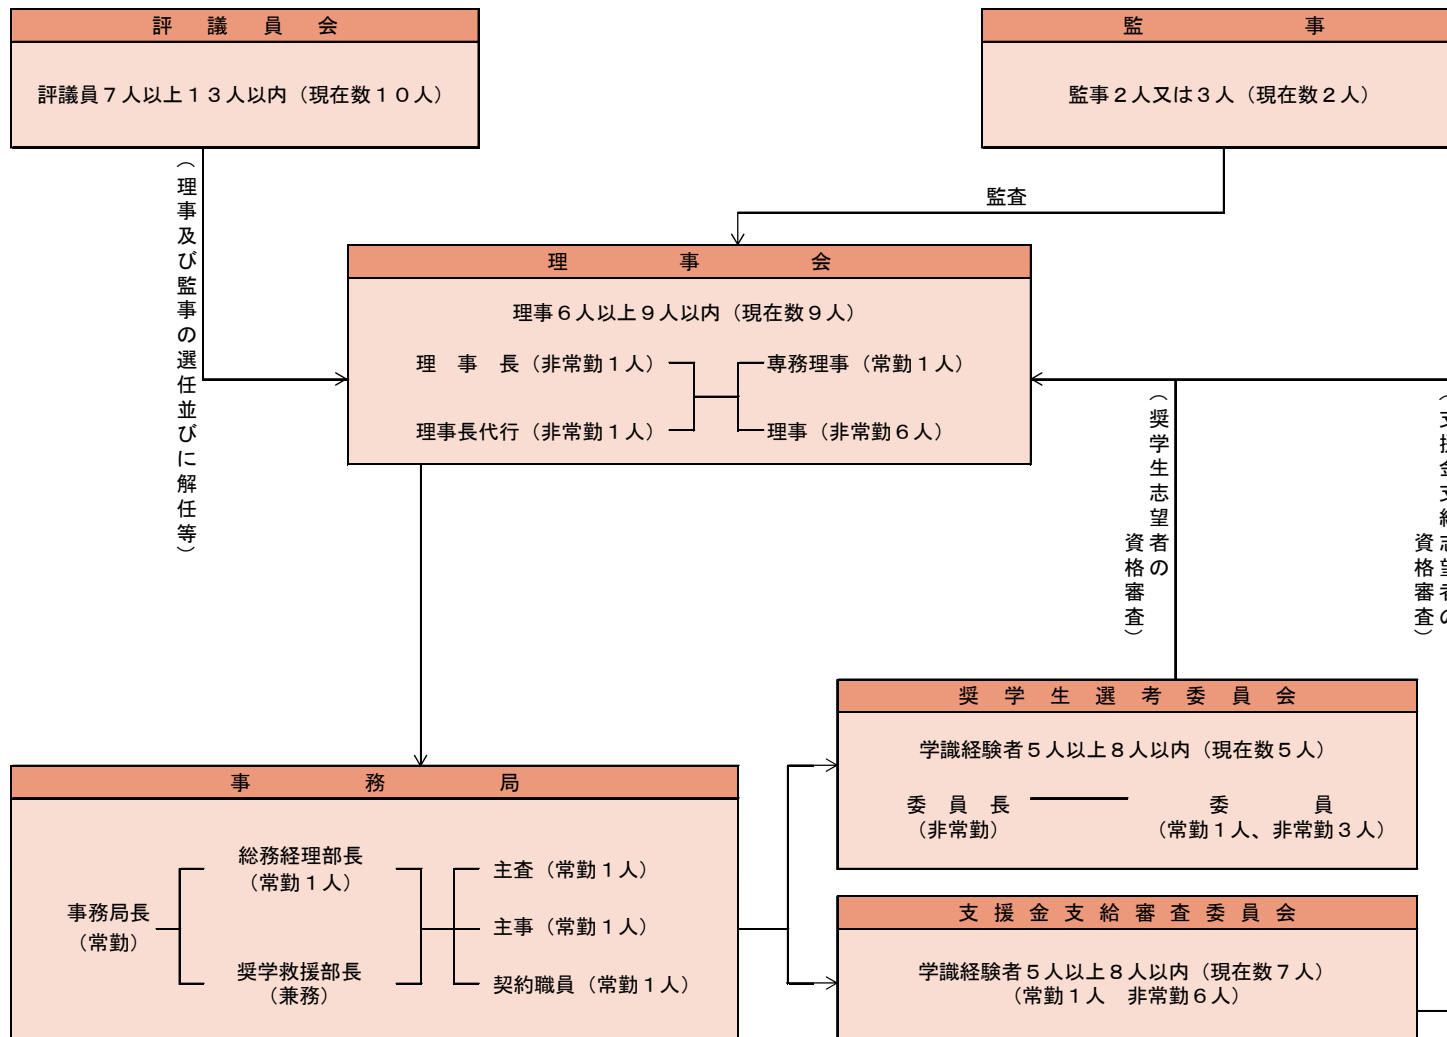 評議員会
評議員７人以上１３人以内（現在数１０人）
監事
監事２人又は３人（現在数２人）
（理事及び監事の選任並びに解任等）
監査
理事会
理事６人以上９人以内（現在数９人）
理　事　長（非常勤１人）
専務理事（常勤１人）
理事長代行（非常勤１人）
理事（非常勤６人）
（奨学生志望者の
資格審査）
（支援金支給志望者の
資格審査）
奨学生選考委員会
学識経験者５人以上８人以内（現在数５人）
委　員　長
（非常勤）
委　　　　員
（常勤１人、非常勤３人）
事務局
事務局長
（常勤）
総務経理部長
（常勤１人）
奨学救援部長
（兼務）
主査（常勤１人）
主事（常勤１人）
契約職員（常勤１人）
支援金支給審査委員会
学識経験者５人以上８人以内（現在数７人）
（常勤１人　非常勤６人）